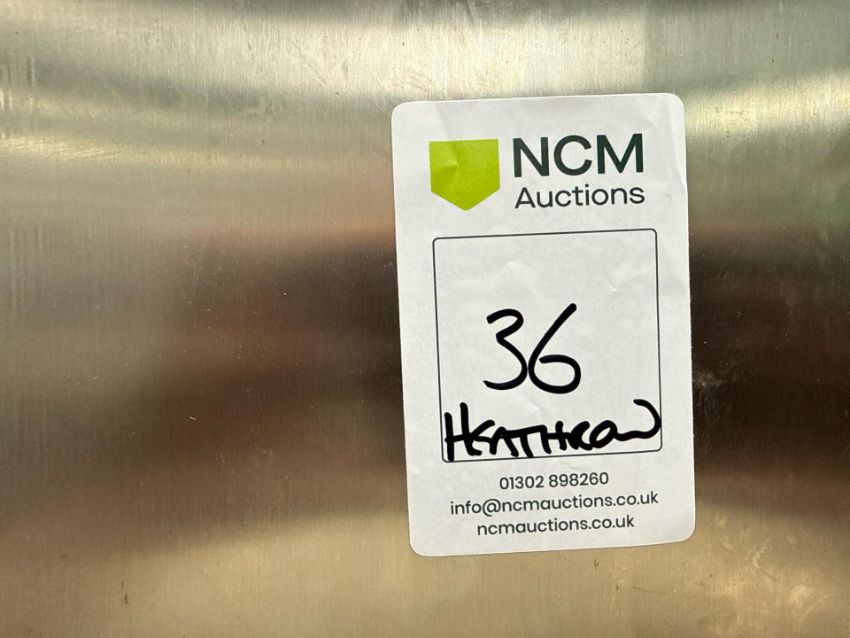 NCM
Auctions
36
HEATHROW
01302 898260
info@ncmauctions.co.uk
ncmauctions.co.uk